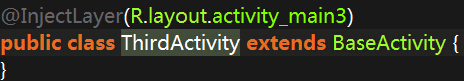 @InjectLayer(R.layout.activity_main3)
public class ThirdActivity extends BaseActivity {
}